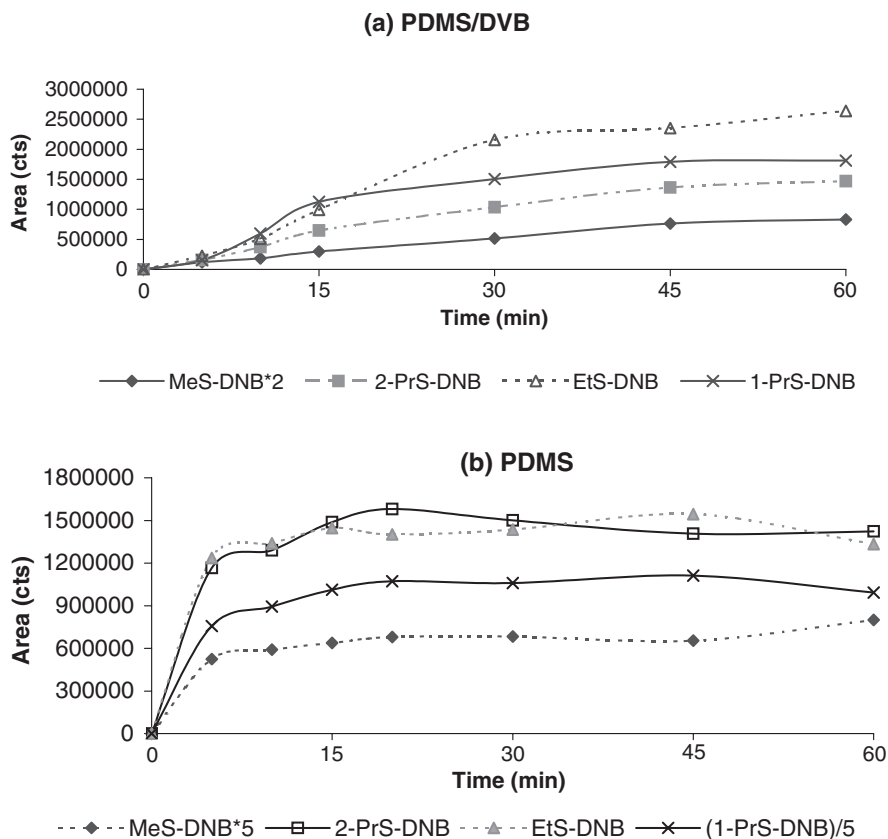 (a) PDMS/DVB
3000000
2500000
2000000
1500000
1000000
500000
0
Area (cts)
0 15 30 45 60
Time (min)
MeS-DNB*2 2-PrS-DNB EtS-DNB 1-PrS-DNB
(b) PDMS
1800000
1500000
1200000
900000
600000
300000
0
Area (cts)
0 15 30 45 60
Time (min)
MeS-DNB*5 2-PrS-DNB EtS-DNB (1-PrS-DNB)/5